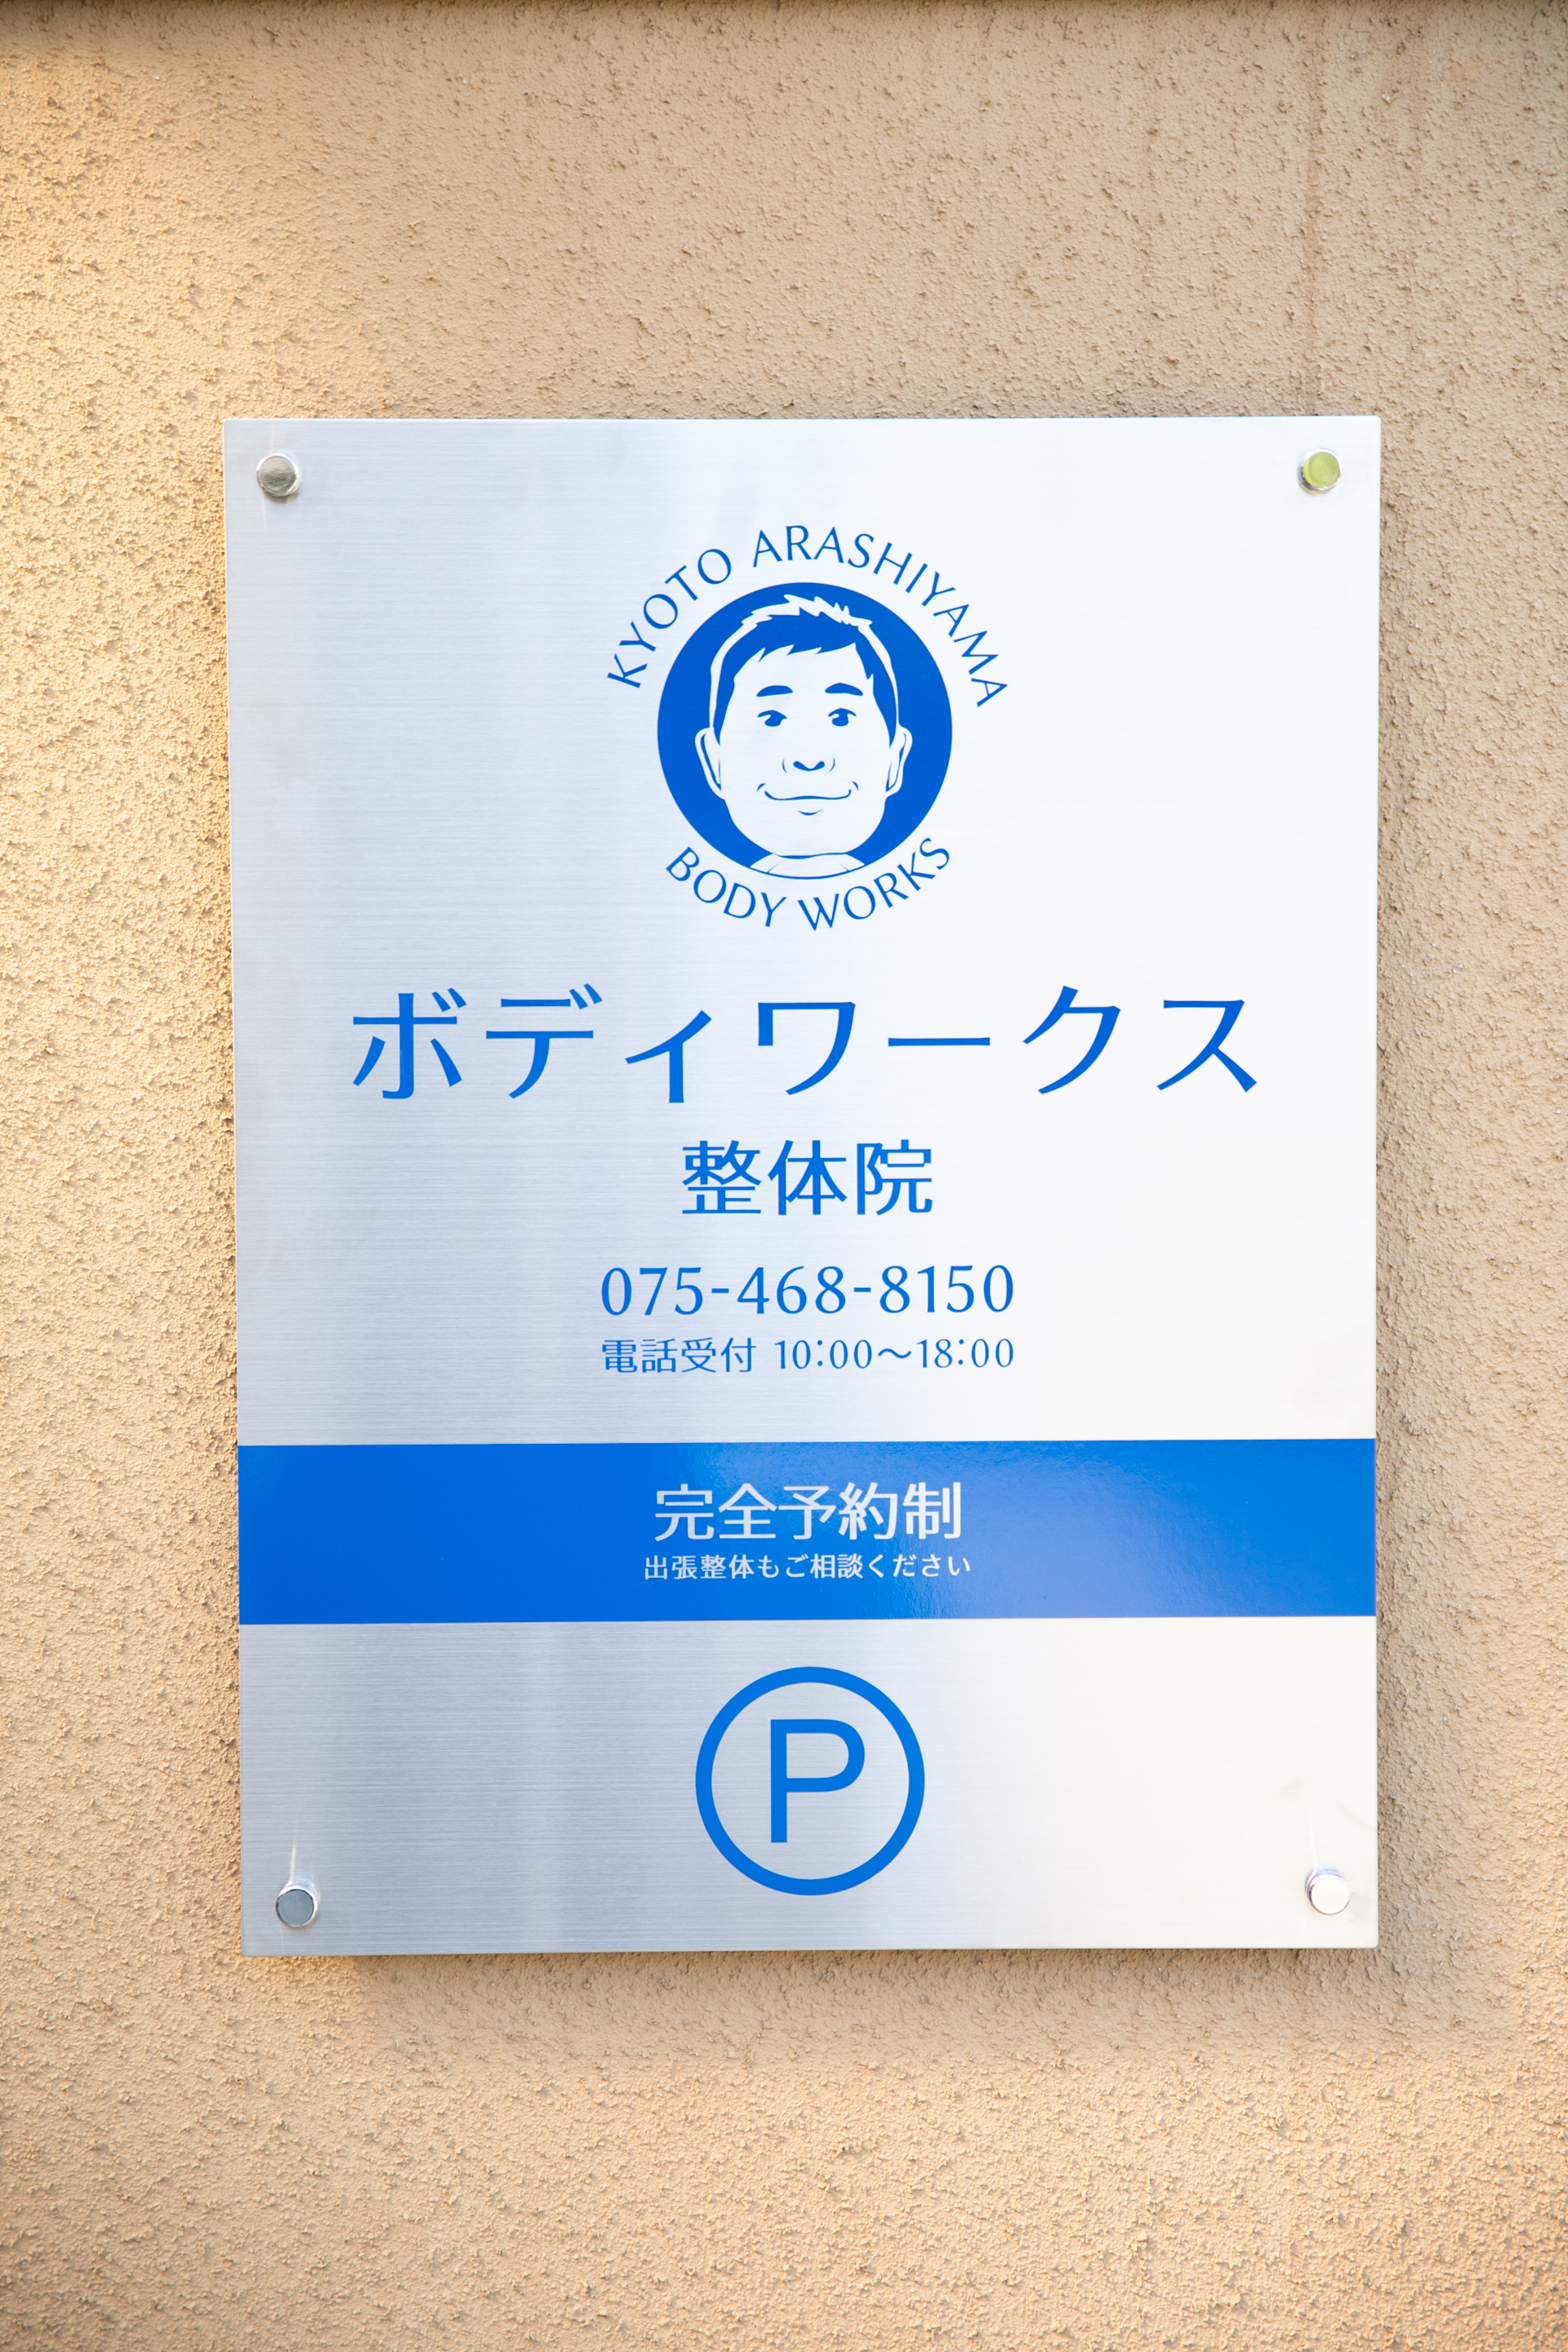 KYOTO ARASHIYAMA
BODY WORKS
ボディワークス
整体院
075-468-8150
電話受付 10:00〜18:00
完全予約制
出張整体もご相談ください
P